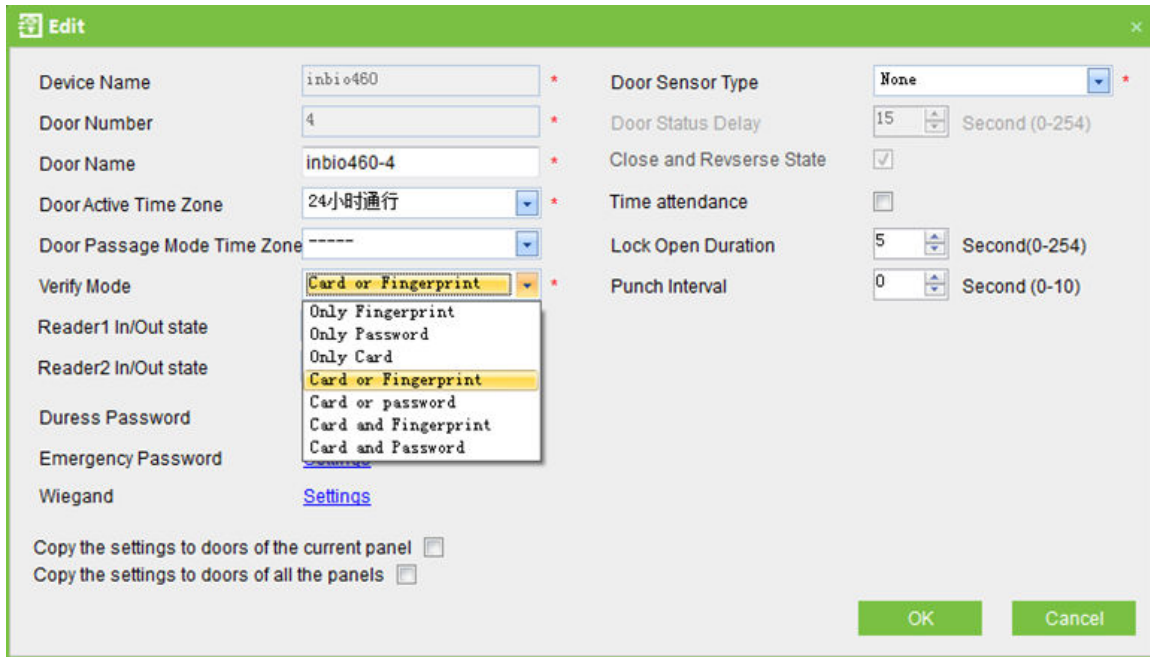 Edit
Device Name inbio460 *
Door Number 4 *
Door Name inbio460-4 *
Door Active Time Zone 24小时通行 *
Door Passage Mode Time Zone -----
Verify Mode Card or Fingerprint *
Only Fingerprint
Only Password
Only Card
Card or Fingerprint
Card or password
Card and Fingerprint
Card and Password
Reader1 In/Out state
Reader2 In/Out state
Duress Password
Emergency Password Settings
Wiegand Settings
Door Sensor Type None *
Door Status Delay 15 Second (0-254)
Close and Revserse State
Time attendance
Lock Open Duration 5 Second(0-254)
Punch Interval 0 Second (0-10)
Copy the settings to doors of the current panel
Copy the settings to doors of all the panels
OK Cancel